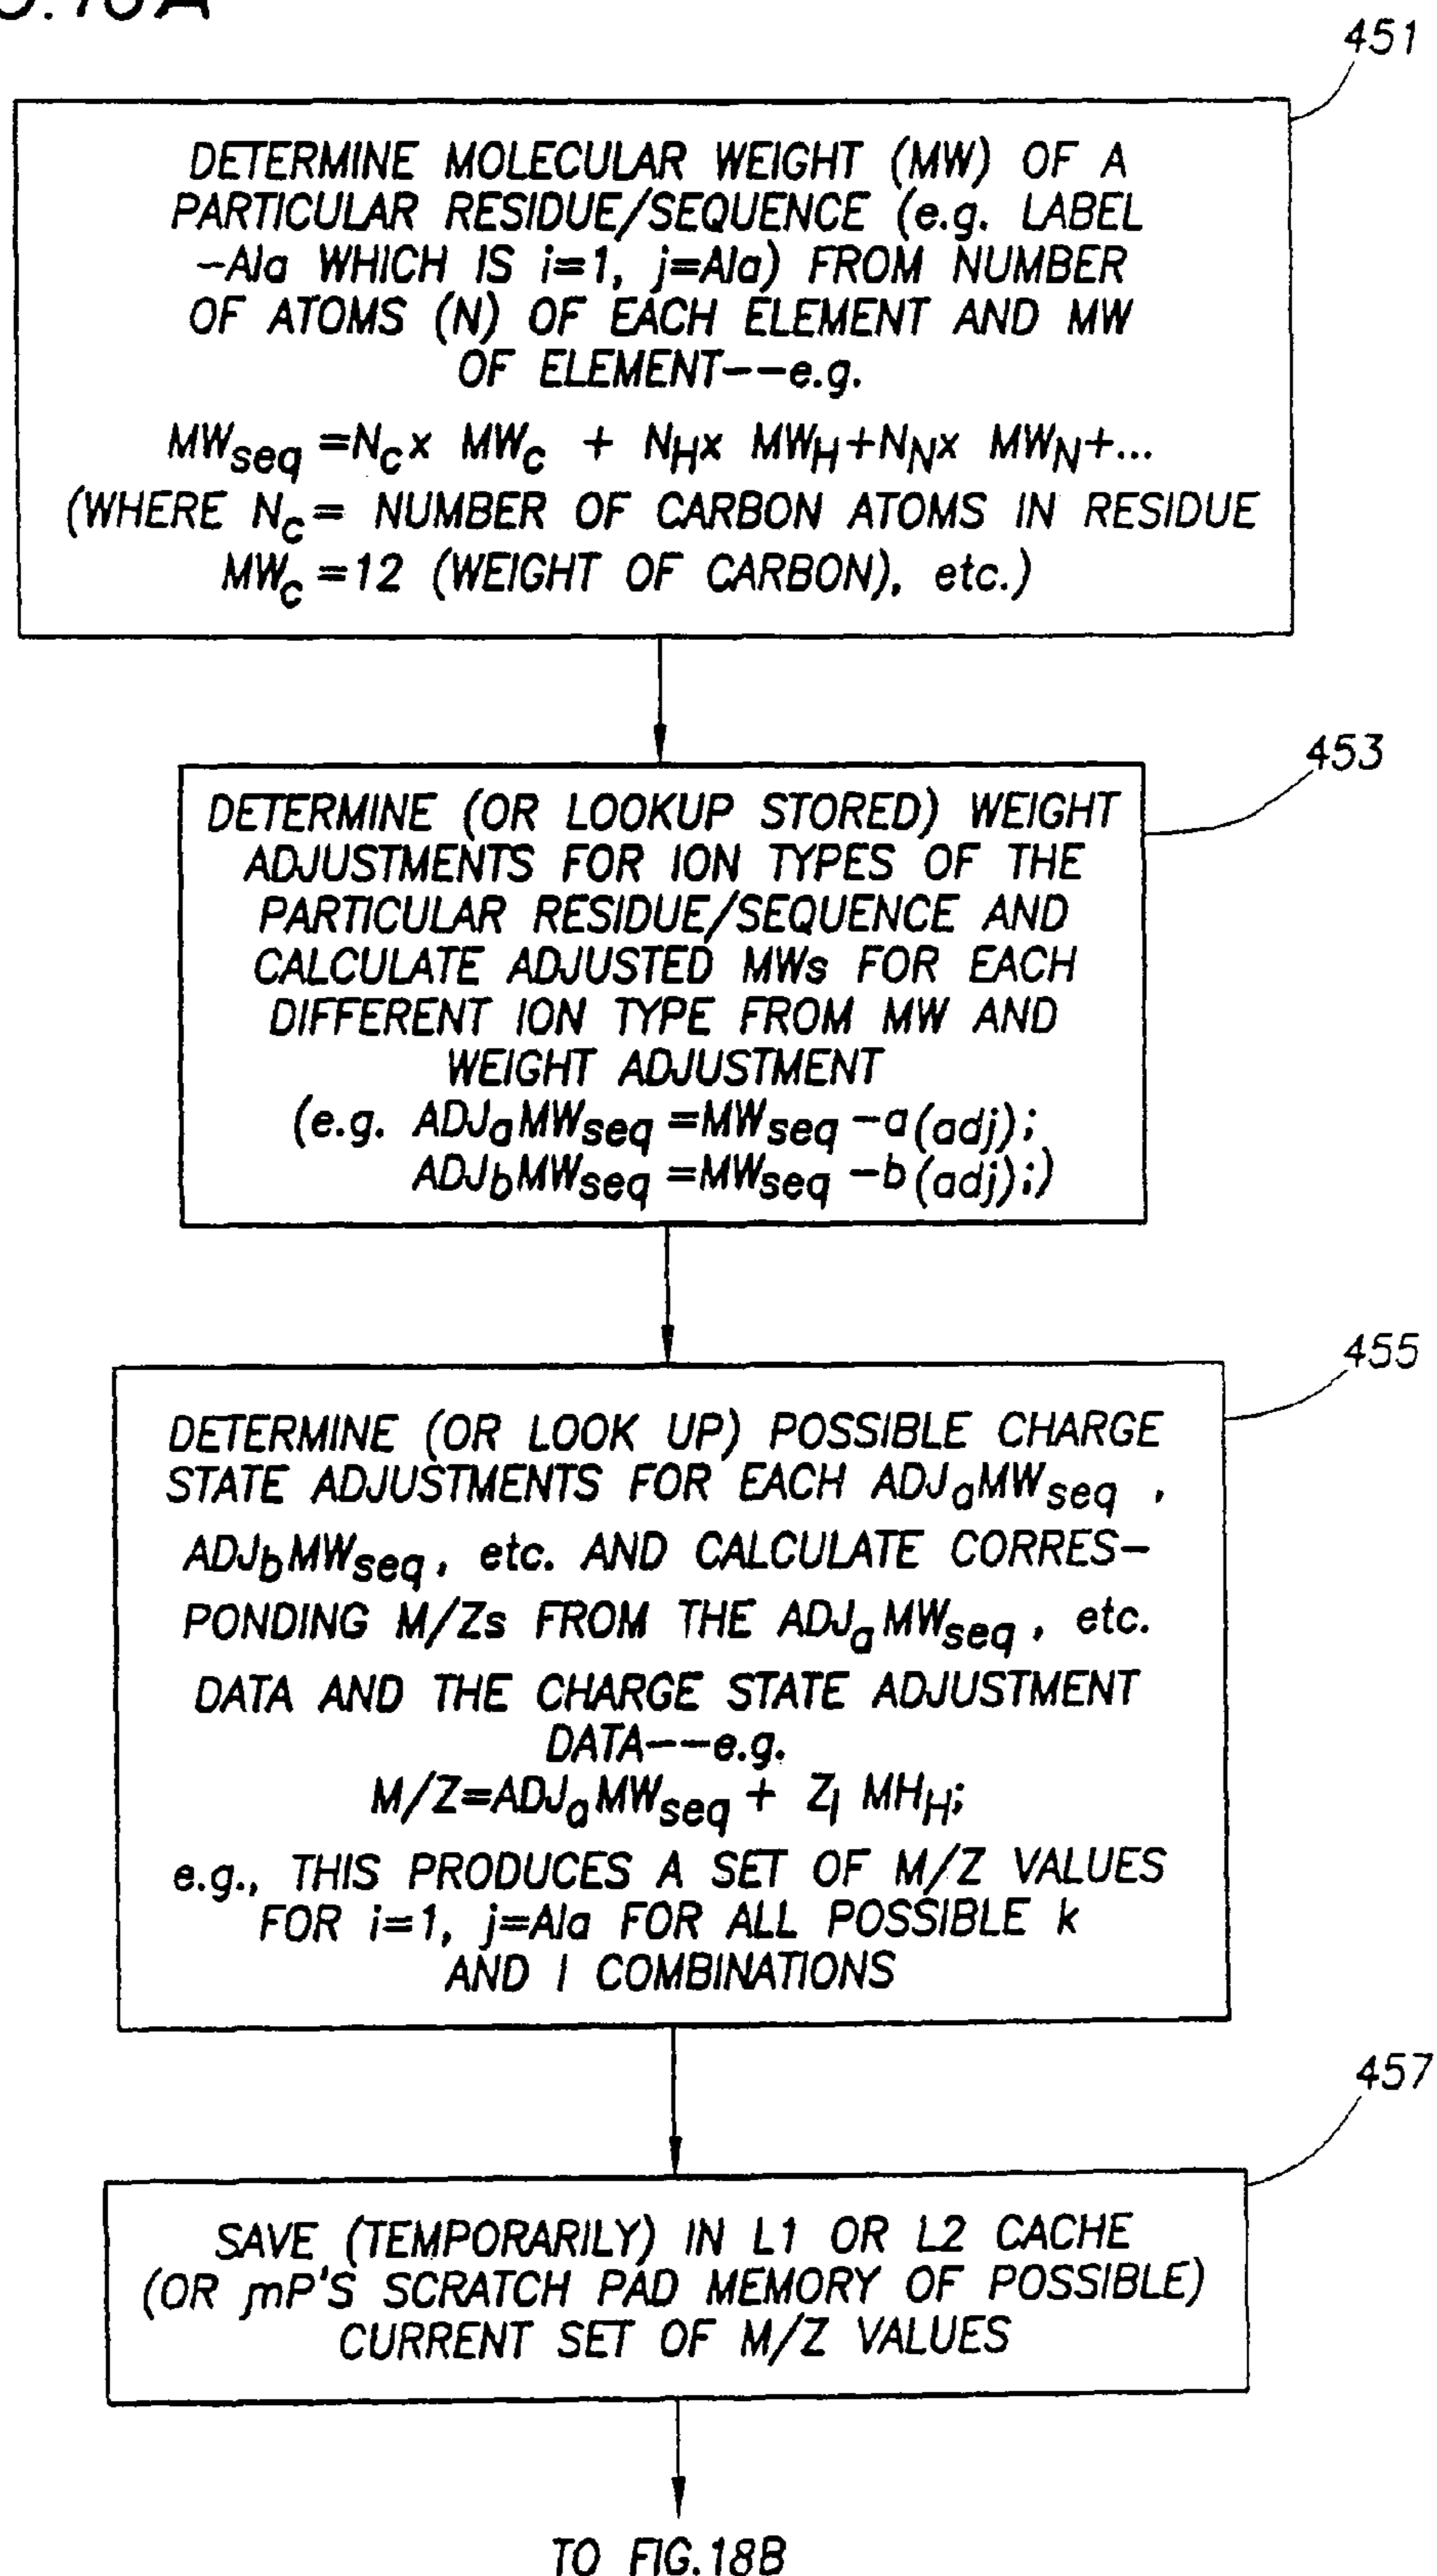 451
DETERMINE MOLECULAR WEIGHT (MW) OF A
PARTICULAR RESIDUE/SEQUENCE (e.g. LABEL
-Ala WHICH IS i=1, j=Ala) FROM NUMBER
OF ATOMS (N) OF EACH ELEMENT AND MW
OF ELEMENT--e.g.
MWseq =Ncx MWc + NHx MWH+NNx MWN+...
(WHERE Nc= NUMBER OF CARBON ATOMS IN RESIDUE
MWc=12 (WEIGHT OF CARBON), etc.)
453
DETERMINE (OR LOOKUP STORED) WEIGHT
ADJUSTMENTS FOR ION TYPES OF THE
PARTICULAR RESIDUE/SEQUENCE AND
CALCULATE ADJUSTED MWs FOR EACH
DIFFERENT ION TYPE FROM MW AND
WEIGHT ADJUSTMENT
(e.g. ADJaMWseq=MWseq-a(adj);
ADJbMWseq=MWseq-b(adj);)
455
DETERMINE (OR LOOK UP) POSSIBLE CHARGE
STATE ADJUSTMENTS FOR EACH ADJaMWseq ,
ADJbMWseq, etc. AND CALCULATE CORRES-
PONDING M/Zs FROM THE ADJaMWseq, etc.
DATA AND THE CHARGE STATE ADJUSTMENT
DATA--e.g.
M/Z=ADJaMWseq + Zl MHH;
e.g., THIS PRODUCES A SET OF M/Z VALUES
FOR i=1, j=Ala FOR ALL POSSIBLE k
AND l COMBINATIONS
457
SAVE (TEMPORARILY) IN L1 OR L2 CACHE
(OR mP'S SCRATCH PAD MEMORY OF POSSIBLE)
CURRENT SET OF M/Z VALUES
TO FIG.18B